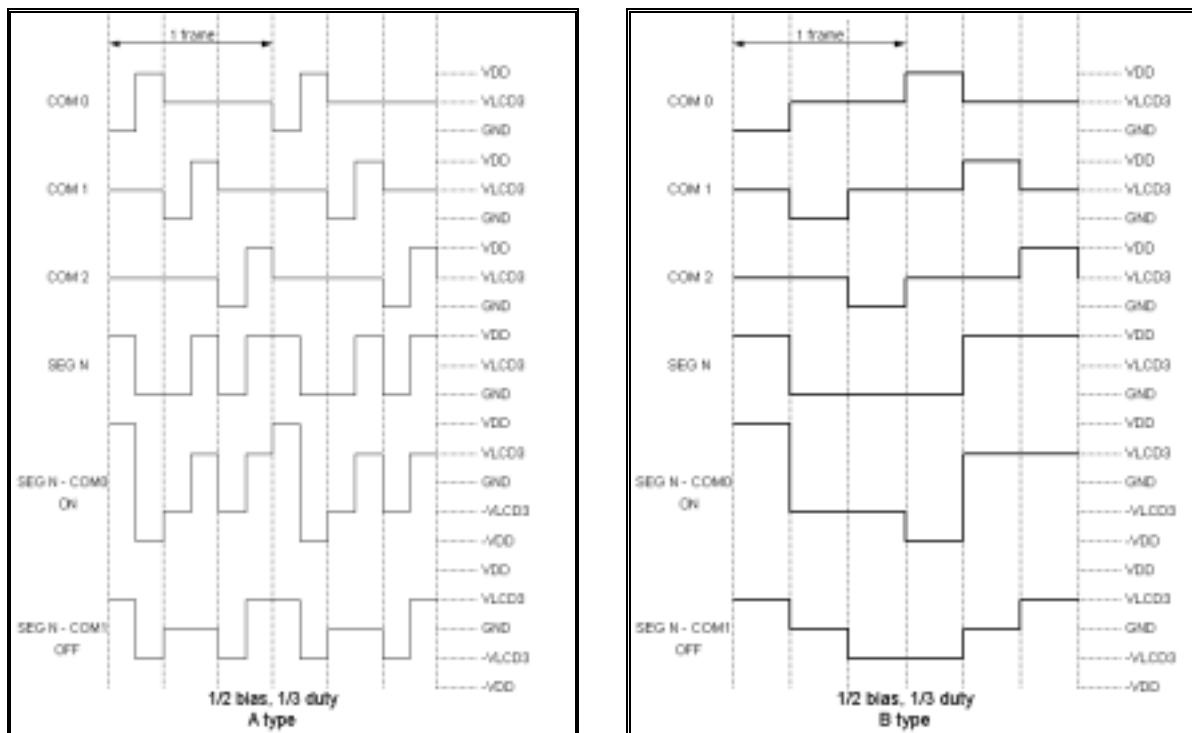 1 frame
COM 0
VDD
VLCD3
GND
COM 1
VDD
VLCD3
GND
COM 2
VDD
VLCD3
GND
SEG N
VDD
VLCD3
GND
SEG N - COM0
ON
VDD
VLCD3
GND
-VLCD3
-VDD
SEG N - COM1
OFF
VDD
VLCD3
GND
-VLCD3
-VDD
1/2 bias, 1/3 duty
A type
1 frame
COM 0
VDD
VLCD3
GND
COM 1
VDD
VLCD3
GND
COM 2
VDD
VLCD3
GND
SEG N
VDD
VLCD3
GND
SEG N - COM0
ON
VDD
VLCD3
GND
-VLCD3
-VDD
SEG N - COM1
OFF
VDD
VLCD3
GND
-VLCD3
-VDD
1/2 bias, 1/3 duty
B type